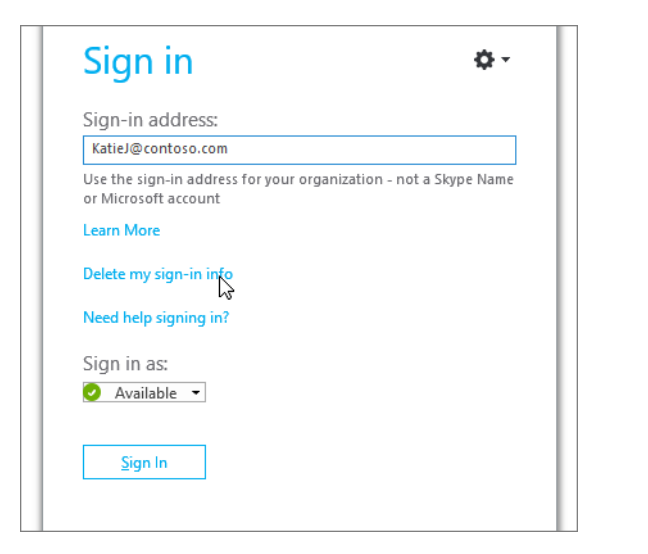 Sign in
Sign-in address:
KatieJ@contoso.com
Use the sign-in address for your organization - not a Skype Name
or Microsoft account
Learn More
Delete my sign-in info
Need help signing in?
Sign in as:
Available
Sign In